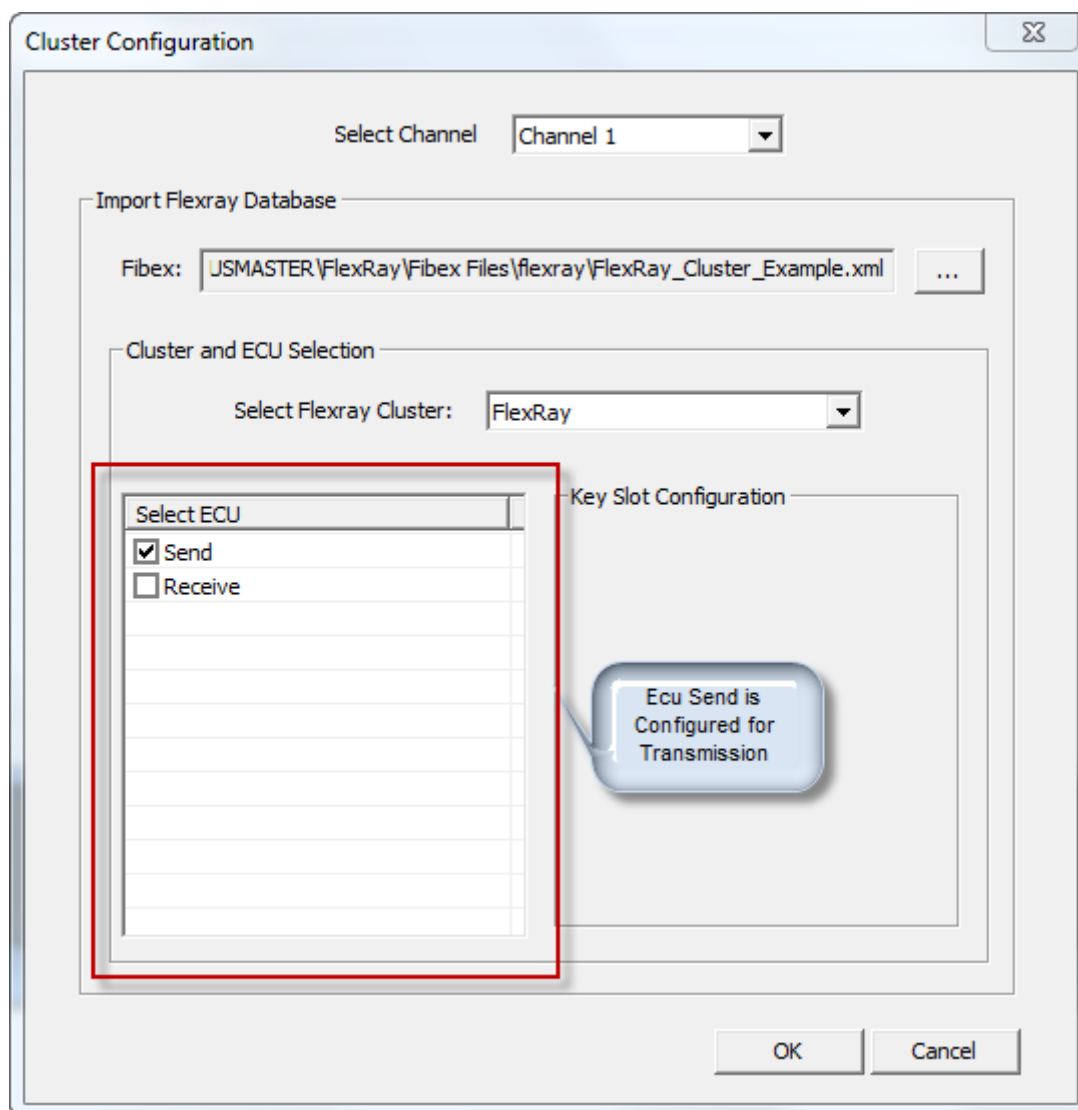 Cluster Configuration
Select Channel
Channel 1
Import Flexray Database
Fibex:
\FlexRay\Fibex Files\flexray\FlexRay_Cluster_Example.xml
...
Cluster and ECU Selection
Select Flexray Cluster:
FlexRay
Select ECU
Send
Receive
Key Slot Configuration
Ecu Send is
Configured for
Transmission
OK
Cancel